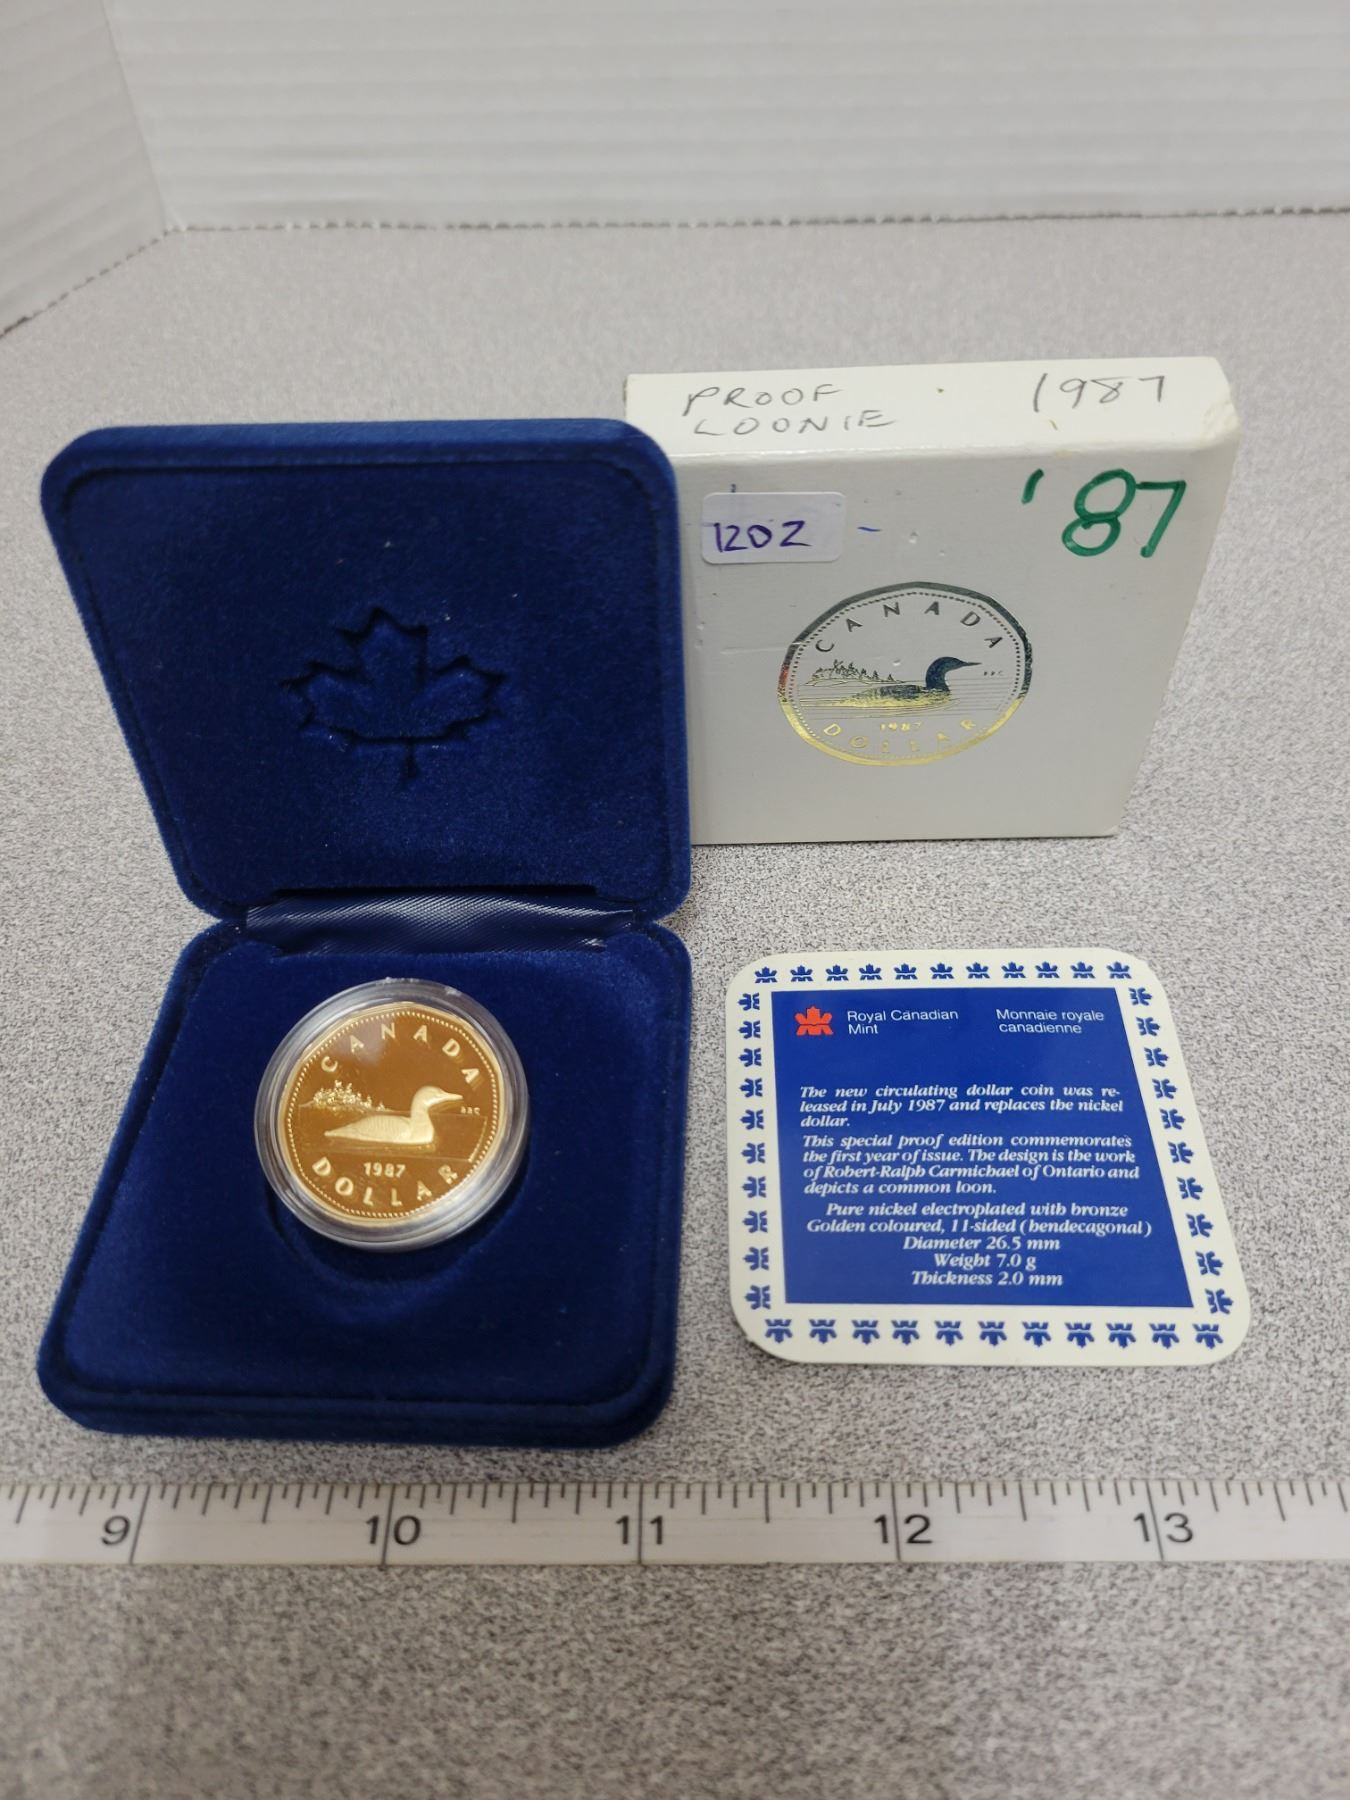 PROOF
LOONIE
1987
'87
1202
CANADA
1987
DOLLAR
CANADA
1987
DOLLAR
Royal Canadian
Mint
Monnaie royale
canadienne
The new circulating dollar coin was re-
leased in July 1987 and replaces the nickel
dollar.
This special proof edition commemorates
the first year of issue. The design is the work
of Robert-Ralph Carmichael of Ontario and
depicts a common loon.
Pure nickel electroplated with bronze
Golden coloured, 11-sided (hendecagonal)
Diameter 26.5 mm
Weight 7.0 g
Thickness 2.0 mm
9 10 11 12 13